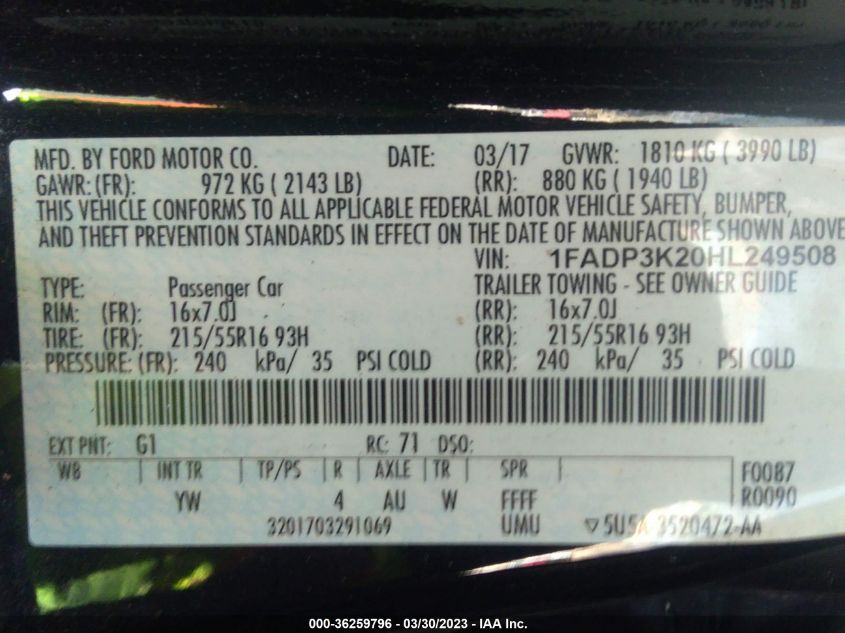 MFD. BY FORD MOTOR CO. DATE: 03/17 GVWR: 1810 KG ( 3990 LB)
GAWR: (FR): 972 KG ( 2143 LB) (RR): 880 KG ( 1940 LB)
THIS VEHICLE CONFORMS TO ALL APPLICABLE FEDERAL MOTOR VEHICLE SAFETY, BUMPER,
AND THEFT PREVENTION STANDARDS IN EFFECT ON THE DATE OF MANUFACTURE SHOWN ABOVE
VIN: 1FADP3K20HL249508
TYPE: Passenger Car TRAILER TOWING - SEE OWNER GUIDE
RIM: (FR): 16x7.0J (RR): 16x7.0J
TIRE: (FR): 215/55R16 93H (RR): 215/55R16 93H
PRESSURE: (FR): 240 kPa/ 35 PSI COLD (RR): 240 kPa/ 35 PSI COLD
EXT PNT: G1 RC: 71 DSO:
WB INT TR TP/PS R AXLE TR SPR F0087
YW 4 AU W FFFF R0090
3201703291069 UMU ▽5U5A-3520472-AA
000-36259796 - 03/30/2023 - IAA Inc.